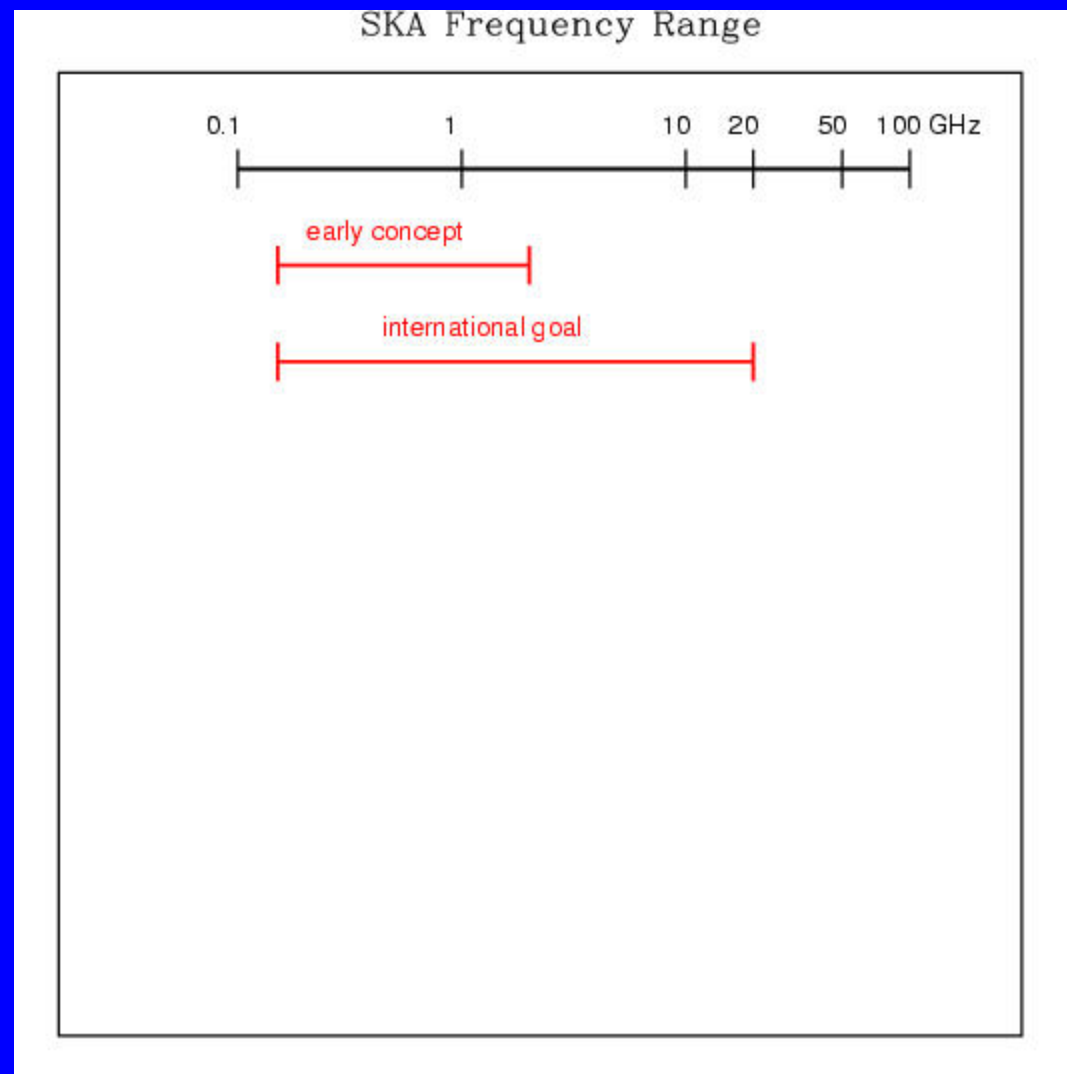 SKA Frequency Range
0.1 1 10 20 50 100 GHz
early concept
international goal